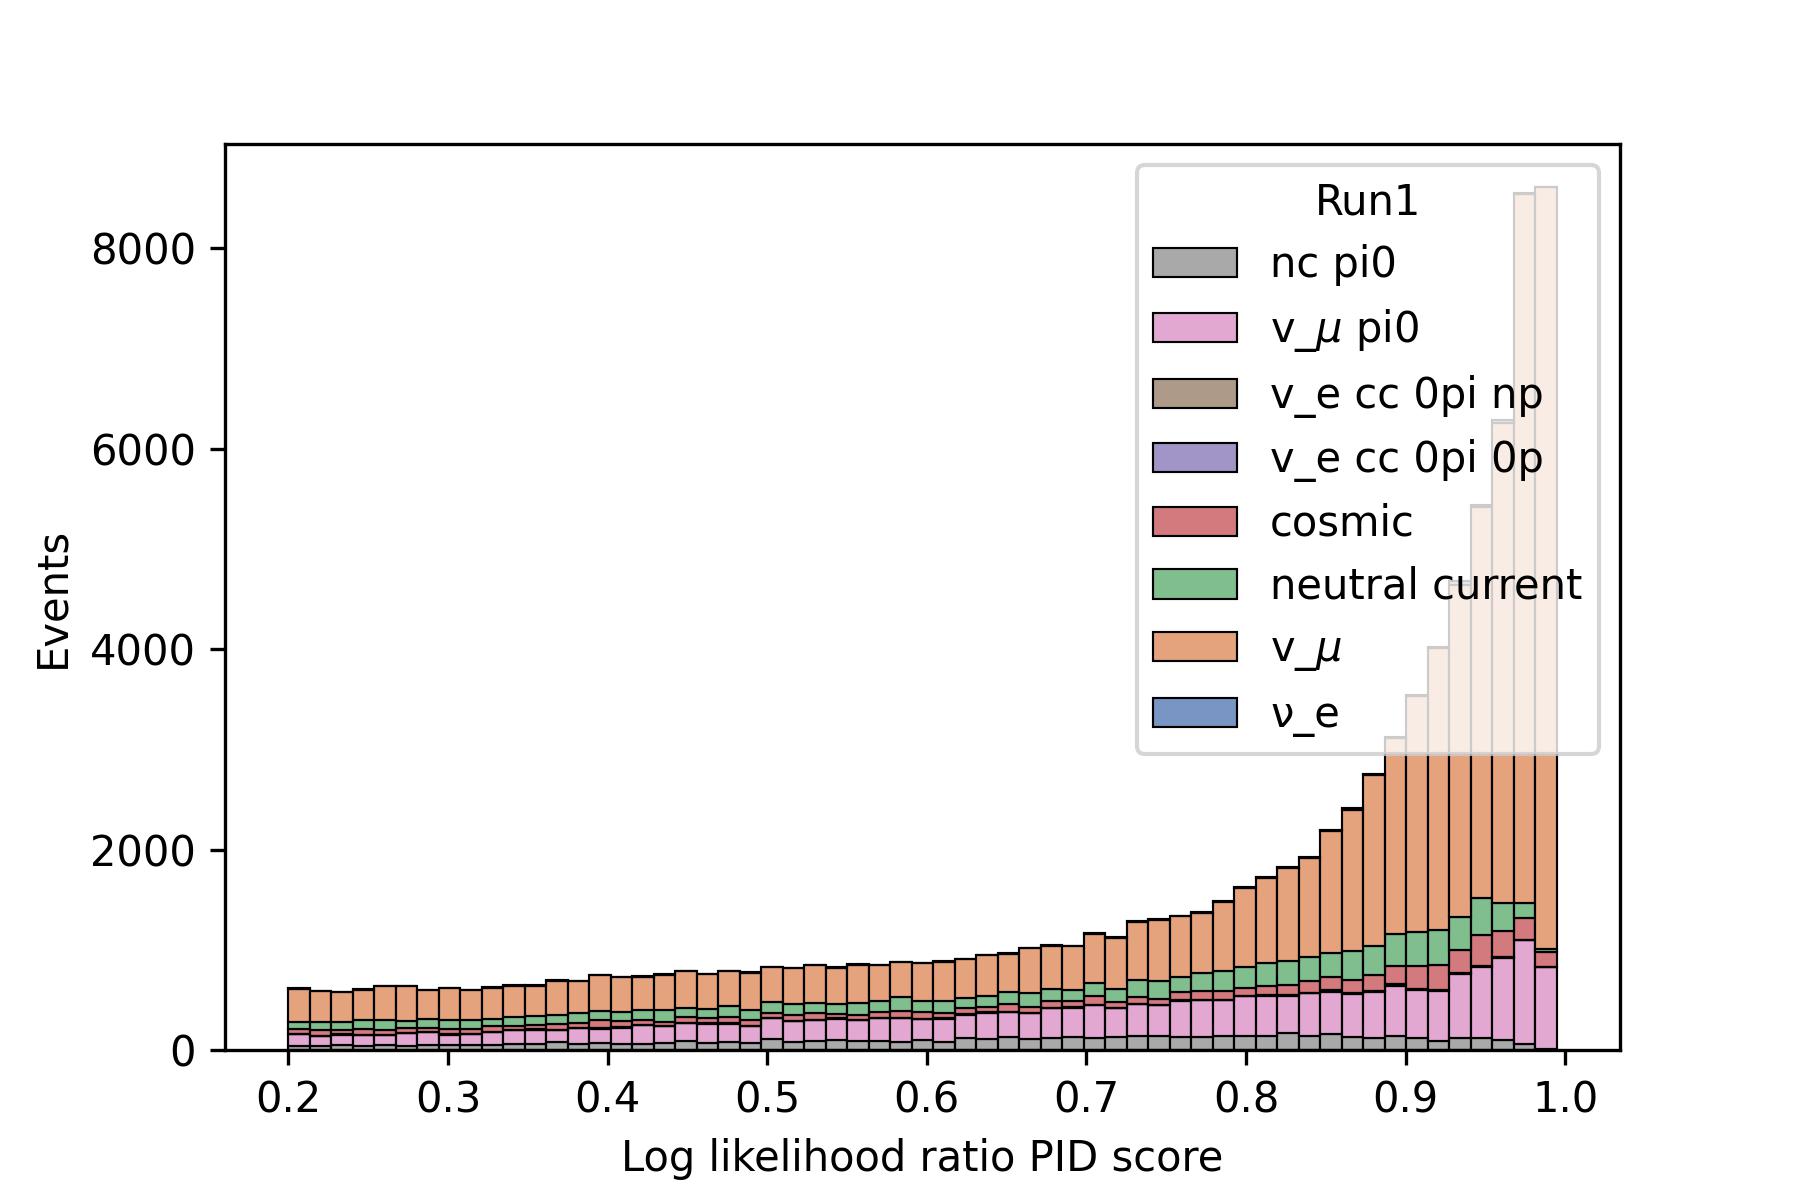 Run1
nc pi0
v_μ pi0
v_e cc 0pi np
v_e cc 0pi 0p
cosmic
neutral current
v_μ
ν_e
Events
8000
6000
4000
2000
0
0.2 0.3 0.4 0.5 0.6 0.7 0.8 0.9 1.0
Log likelihood ratio PID score